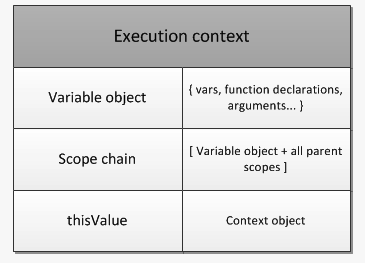 Execution context
Variable object
{ vars, function declarations,
arguments... }
Scope chain
[ Variable object + all parent
scopes ]
thisValue
Context object